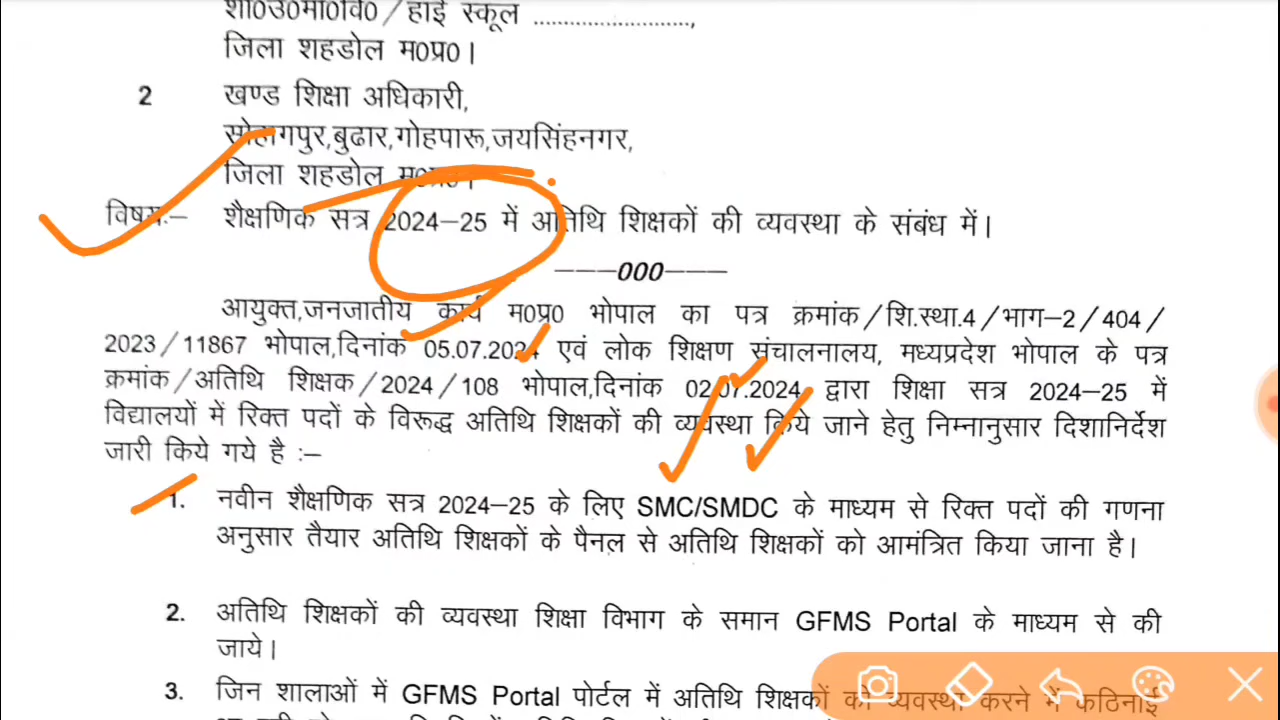 शा0उ0मा0वि0/हाई स्कूल ..........................,
जिला शहडोल म0प्र0।
2 खण्ड शिक्षा अधिकारी,
सोहागपुर,बुढार,गोहपारू,जयसिंहनगर,
जिला शहडोल म0प्र0।
विषयः– शैक्षणिक सत्र 2024–25 में अतिथि शिक्षकों की व्यवस्था के संबंध में।
–––000–––
आयुक्त,जनजातीय कार्य म0प्र0 भोपाल का पत्र क्रमांक/शि.स्था.4/भाग–2/404/
2023/11867 भोपाल,दिनांक 05.07.2024 एवं लोक शिक्षण संचालनालय, मध्यप्रदेश भोपाल के पत्र
क्रमांक/अतिथि शिक्षक/2024/108 भोपाल,दिनांक 02.07.2024 द्वारा शिक्षा सत्र 2024–25 में
विद्यालयों में रिक्त पदों के विरूद्ध अतिथि शिक्षकों की व्यवस्था किये जाने हेतु निम्नानुसार दिशानिर्देश
जारी किये गये है :–
1. नवीन शैक्षणिक सत्र 2024–25 के लिए SMC/SMDC के माध्यम से रिक्त पदों की गणना
अनुसार तैयार अतिथि शिक्षकों के पैनल से अतिथि शिक्षकों को आमंत्रित किया जाना है।
2. अतिथि शिक्षकों की व्यवस्था शिक्षा विभाग के समान GFMS Portal के माध्यम से की
जाये।
3. जिन शालाओं में GFMS Portal पोर्टल में अतिथि शिक्षकों को व्यवस्था करने में कठिनाई